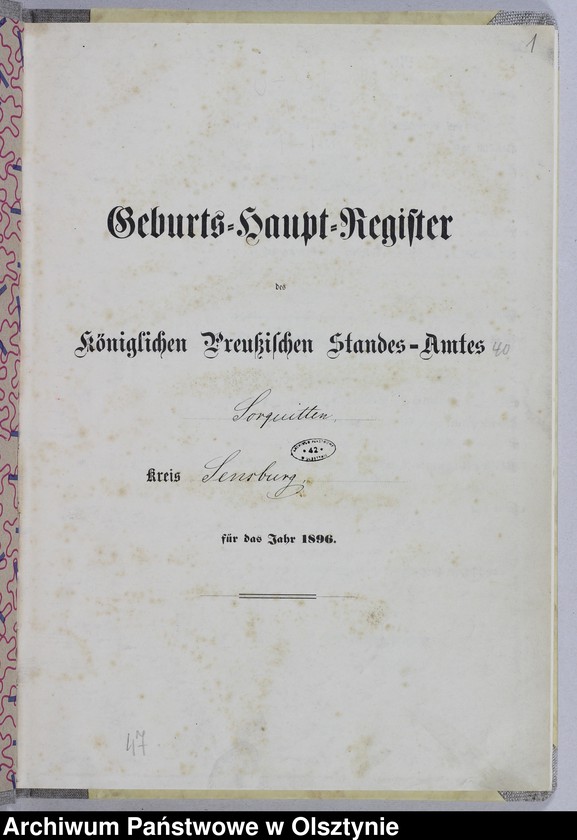 1
Geburts=Haupt=Register
des
Königlichen Preußischen Standes=Amtes 40
Sorquitten
42
Kreis Sensburg
für das Jahr 1896.
47
Archiwum Państwowe w Olsztynie